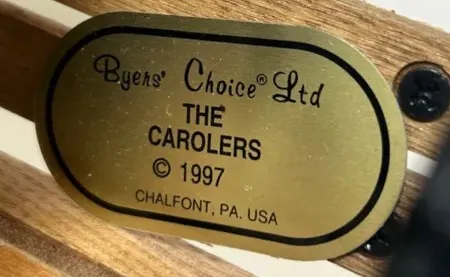 Byers' Choice® Ltd
THE
CAROLERS
© 1997
CHALFONT, PA. USA